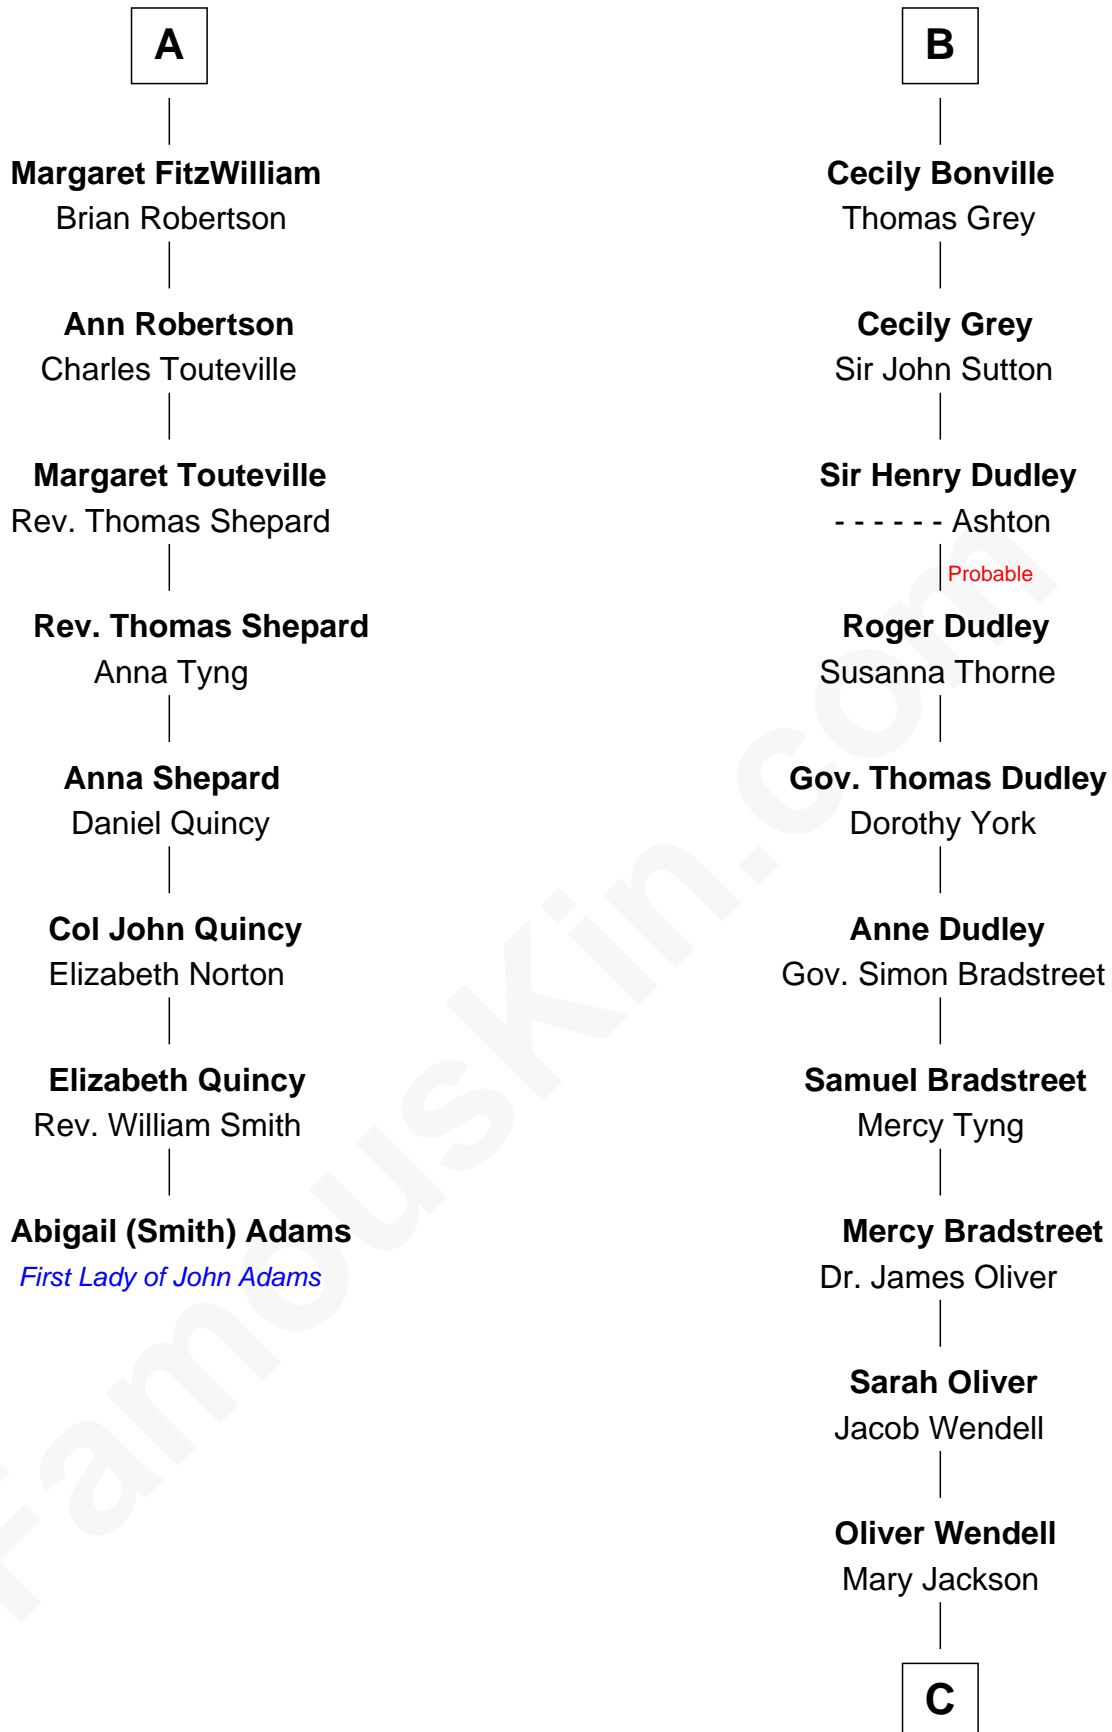 A
Margaret FitzWilliam
Brian Robertson
Ann Robertson
Charles Touteville
Margaret Touteville
Rev. Thomas Shepard
Rev. Thomas Shepard
Anna Tyng
Anna Shepard
Daniel Quincy
Col John Quincy
Elizabeth Norton
Elizabeth Quincy
Rev. William Smith
Abigail (Smith) Adams
First Lady of John Adams
B
Cecily Bonville
Thomas Grey
Cecily Grey
Sir John Sutton
Sir Henry Dudley
- - - - - - Ashton
Probable
Roger Dudley
Susanna Thorne
Gov. Thomas Dudley
Dorothy York
Anne Dudley
Gov. Simon Bradstreet
Samuel Bradstreet
Mercy Tyng
Mercy Bradstreet
Dr. James Oliver
Sarah Oliver
Jacob Wendell
Oliver Wendell
Mary Jackson
C
FamousKin.com